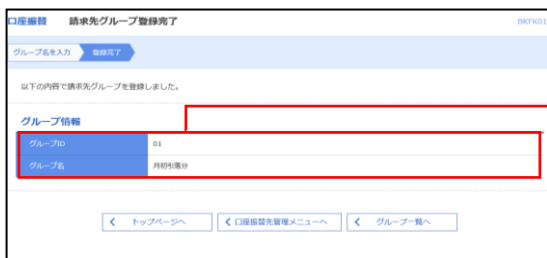 口座振替 請求先グループ登録完了 BKFK01
グループ名を入力 登録完了
以下の内容で請求先グループを登録しました。
グループ情報
グループID 01
グループ名 月初引落分
トップページへ 口座振替先管理メニューへ グループ一覧へ